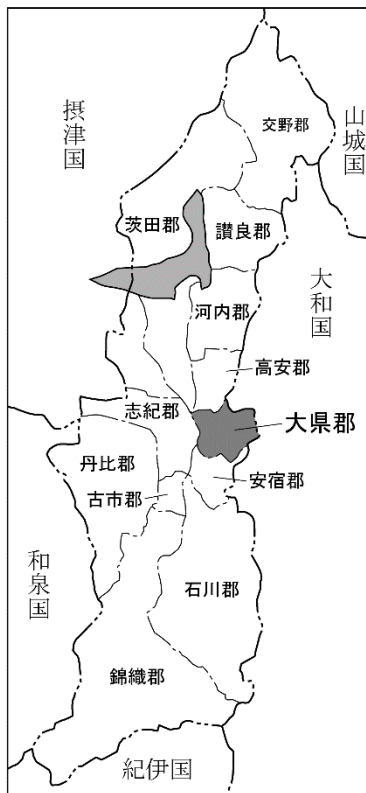 摂津国
山城国
交野郡
茨田郡
讃良郡
大和国
河内郡
高安郡
志紀郡
大県郡
丹比郡
安宿郡
古市郡
和泉国
石川郡
錦織郡
紀伊国